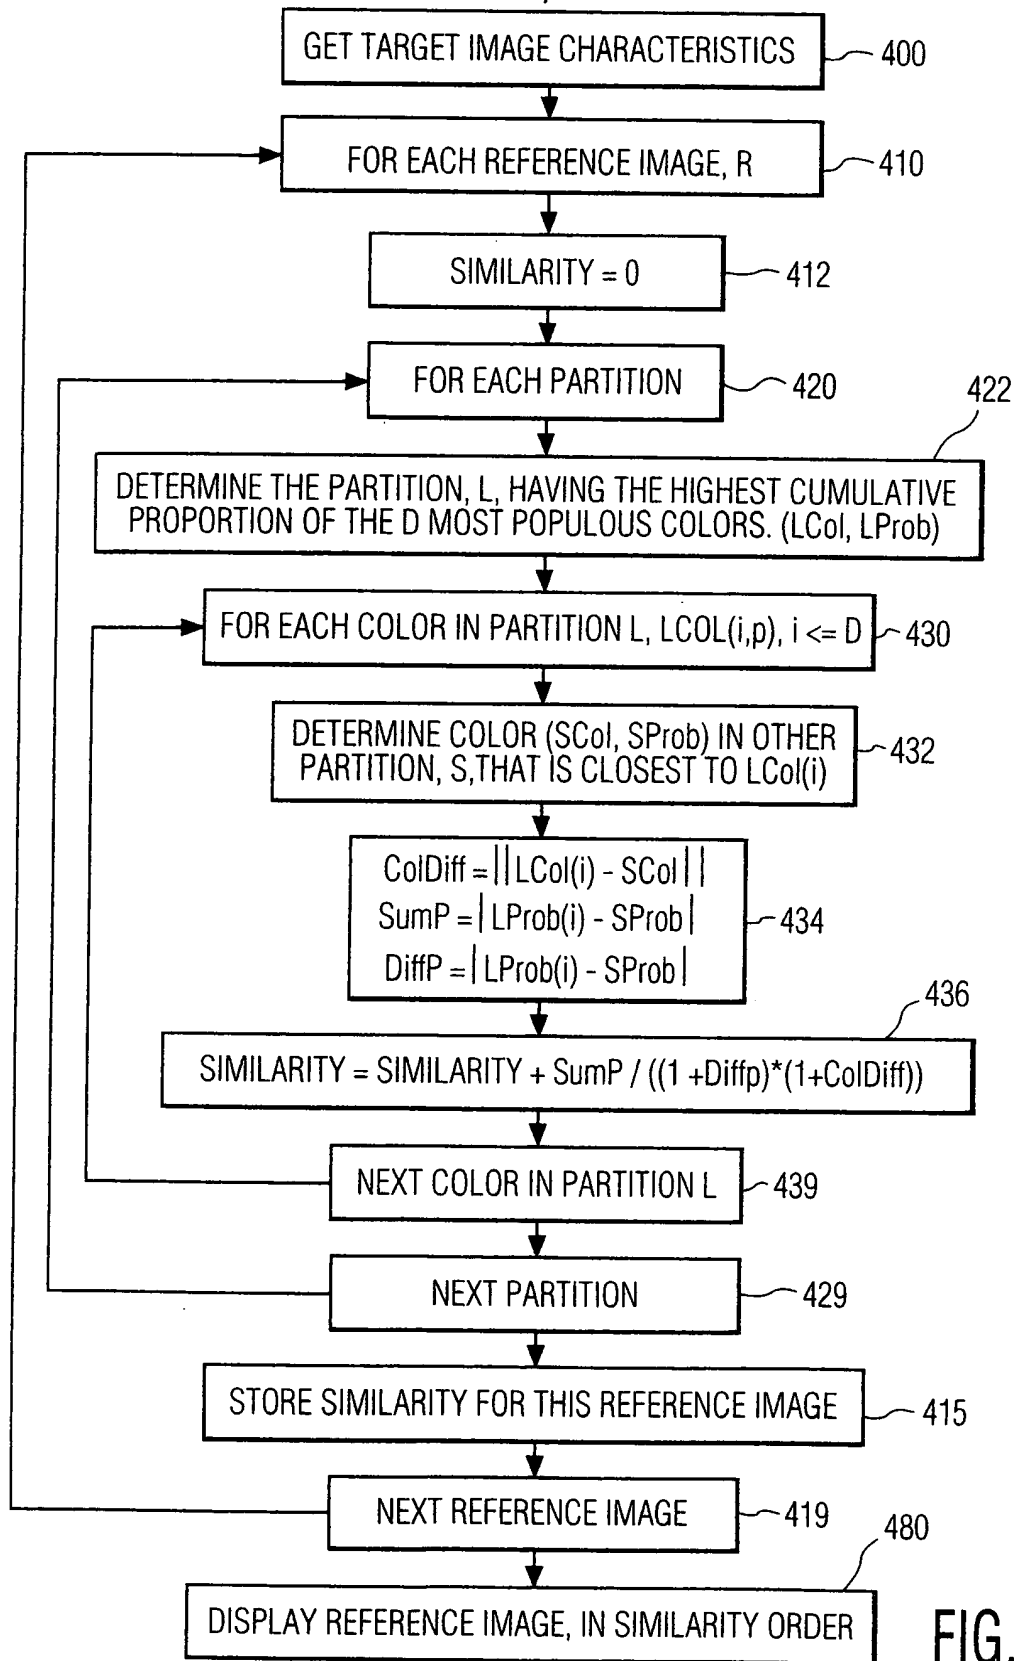 GET TARGET IMAGE CHARACTERISTICS
400
FOR EACH REFERENCE IMAGE, R
410
SIMILARITY = 0
412
FOR EACH PARTITION
420
422
DETERMINE THE PARTITION, L, HAVING THE HIGHEST CUMULATIVE
PROPORTION OF THE D MOST POPULOUS COLORS. (LCol, LProb)
FOR EACH COLOR IN PARTITION L, LCOL(i,p), i <= D
430
DETERMINE COLOR (SCol, SProb) IN OTHER
PARTITION, S,THAT IS CLOSEST TO LCol(i)
432
ColDiff = ||LCol(i) - SCol||
SumP = |LProb(i) - SProb|
DiffP = |LProb(i) - SProb|
434
436
SIMILARITY = SIMILARITY + SumP / ((1 +Diffp)*(1+ColDiff))
NEXT COLOR IN PARTITION L
439
NEXT PARTITION
429
STORE SIMILARITY FOR THIS REFERENCE IMAGE
415
NEXT REFERENCE IMAGE
419
480
DISPLAY REFERENCE IMAGE, IN SIMILARITY ORDER
FIG.